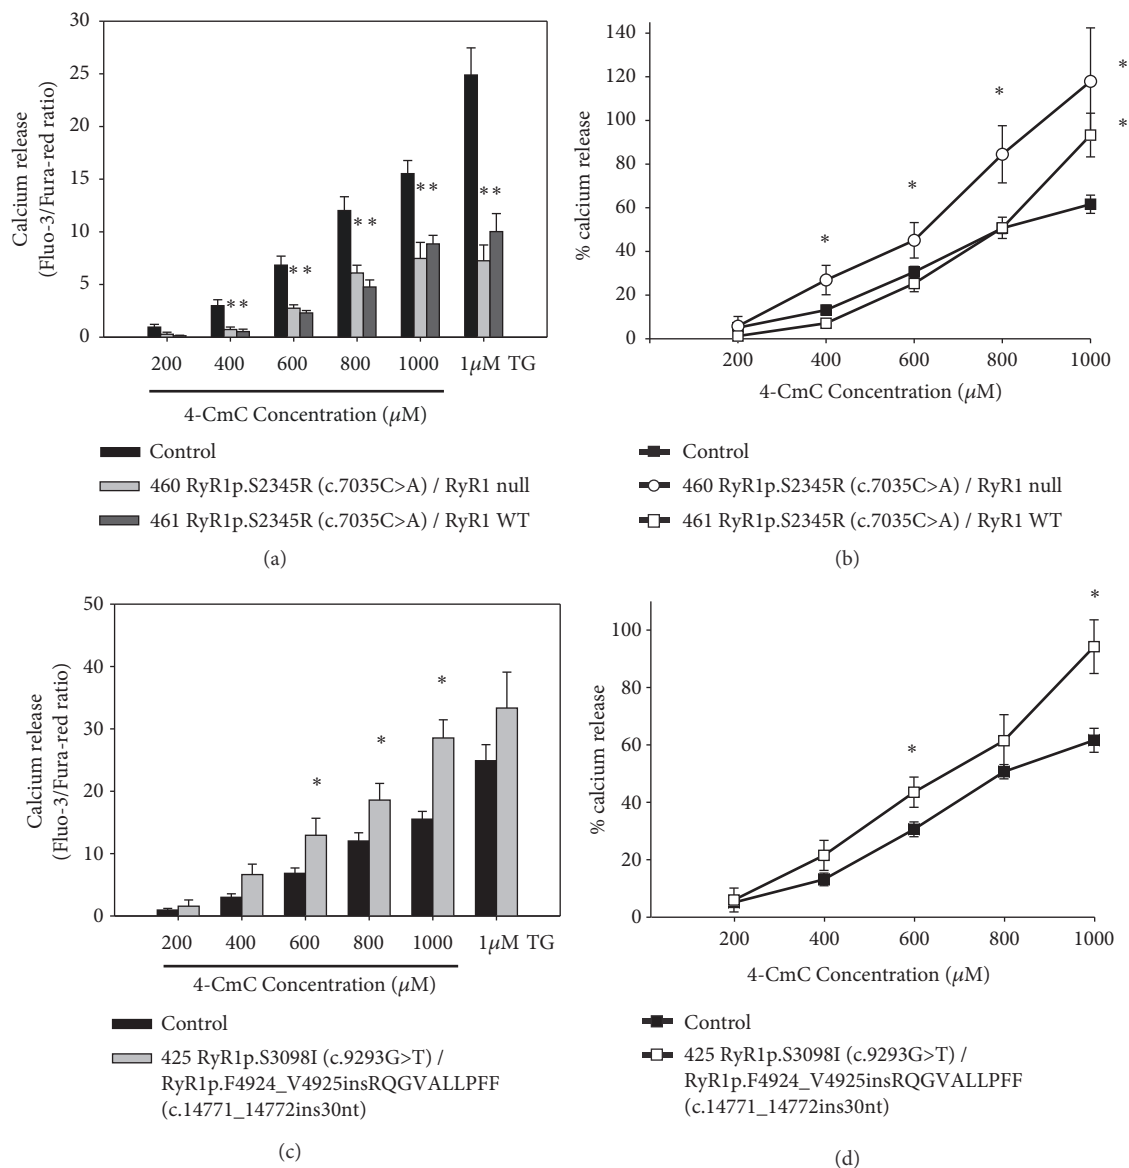 30
25
20
15
10
5
0
Calcium release
(Fluo-3/Fura-red ratio)
* *
* *
* *
* *
* *
200 400 600 800 1000 1μM TG
4-CmC Concentration (μM)
Control
460 RyR1p.S2345R (c.7035C>A) / RyR1 null
461 RyR1p.S2345R (c.7035C>A) / RyR1 WT
(a)
140
120
100
80
60
40
20
0
% calcium release
*
*
*
*
*
200 400 600 800 1000
4-CmC Concentration (μM)
Control
460 RyR1p.S2345R (c.7035C>A) / RyR1 null
461 RyR1p.S2345R (c.7035C>A) / RyR1 WT
(b)
50
40
30
20
10
0
Calcium release
(Fluo-3/Fura-red ratio)
*
*
*
200 400 600 800 1000 1μM TG
4-CmC Concentration (μM)
Control
425 RyR1p.S3098I (c.9293G>T) /
RyR1p.F4924_V4925insRQGVALLPFF
(c.14771_14772ins30nt)
(c)
100
80
60
40
20
0
% calcium release
*
*
200 400 600 800 1000
4-CmC Concentration (μM)
Control
425 RyR1p.S3098I (c.9293G>T) /
RyR1p.F4924_V4925insRQGVALLPFF
(c.14771_14772ins30nt)
(d)